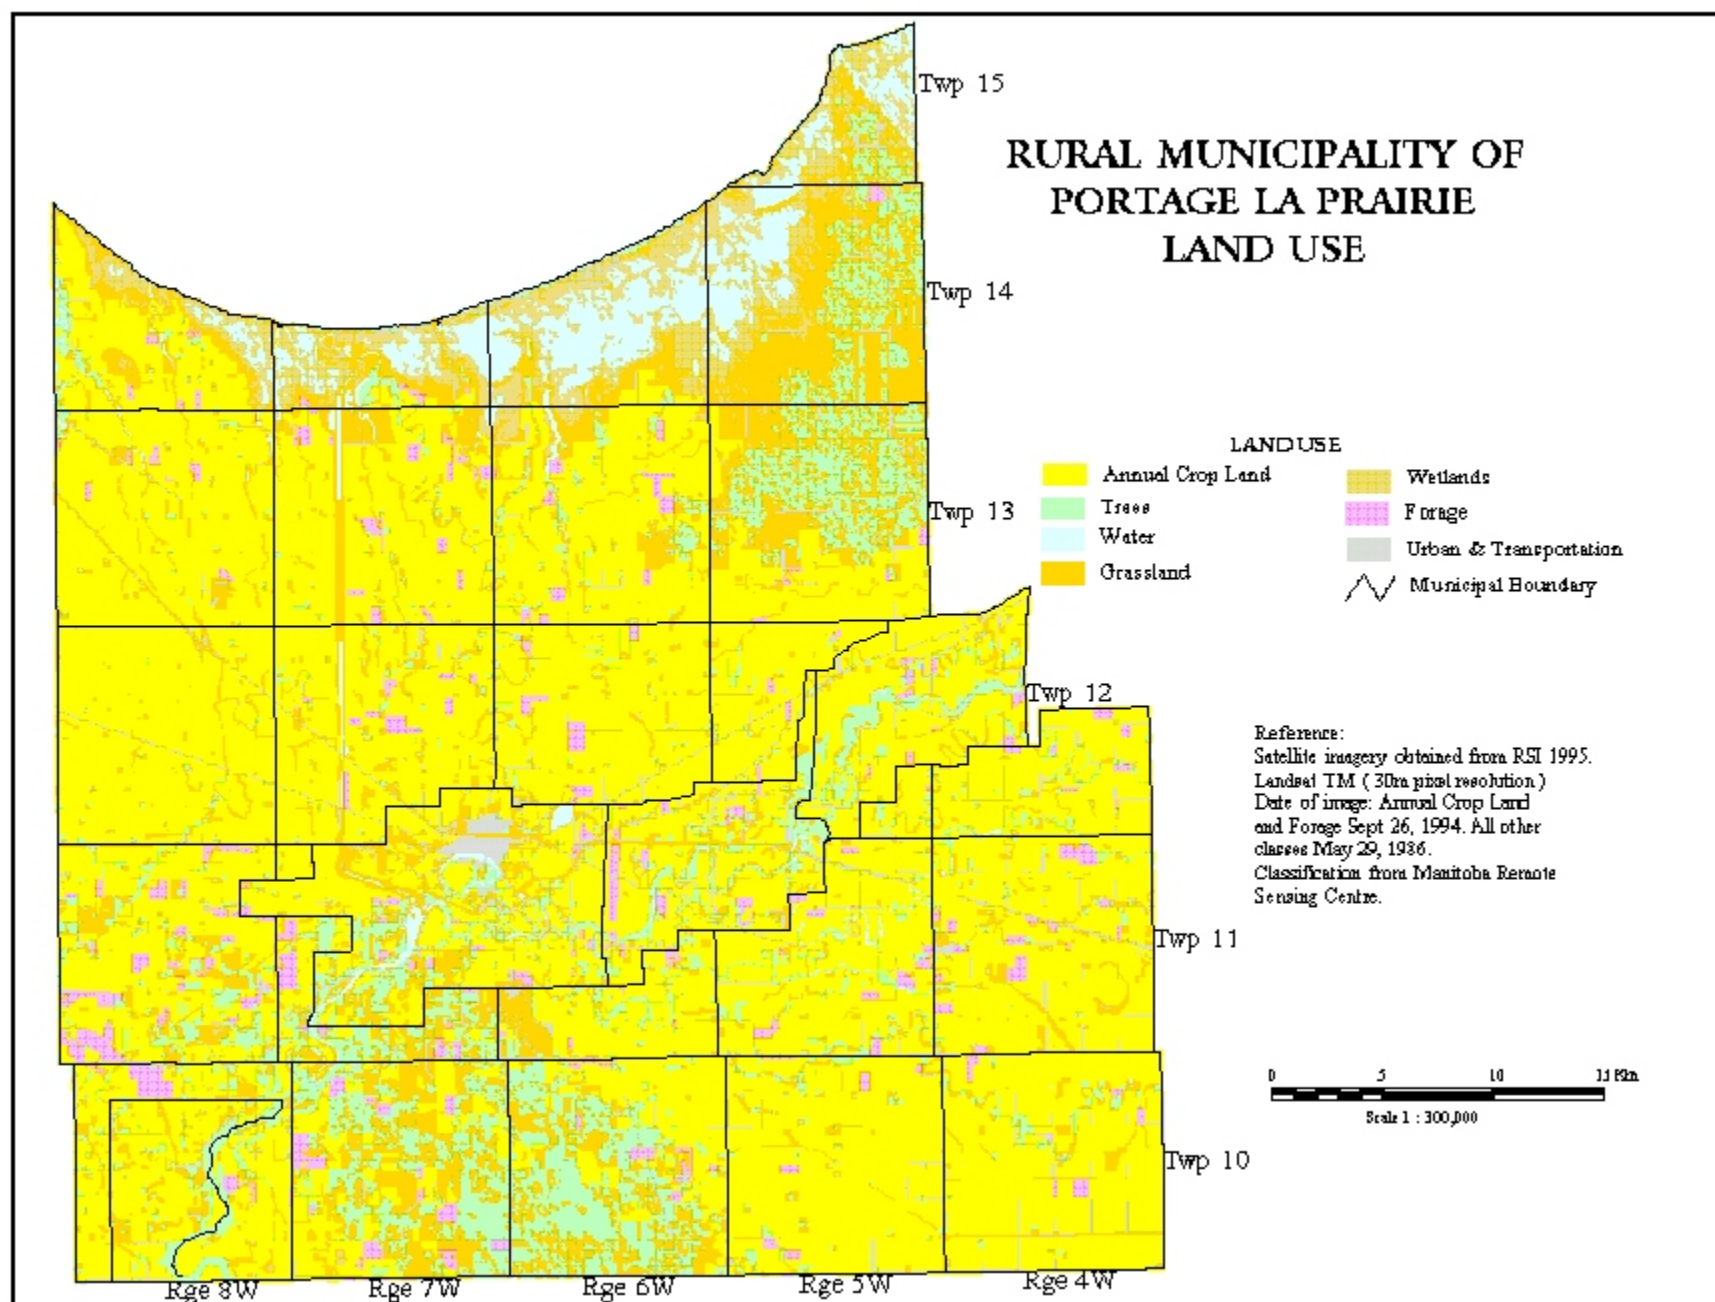 Twp 15
RURAL MUNICIPALITY OF
PORTAGE LA PRAIRIE
LAND USE
Twp 14
LAND USE
Annual Crop Land
Trees
Water
Grassland
Wetlands
Forage
Urban & Transportation
Municipal Boundary
Twp 13
Twp 12
Reference:
Satellite imagery obtained from RSI 1995.
Landsat TM ( 30m pixel resolution )
Date of image: Annual Crop Land
and Forage Sept 26, 1994. All other
classes May 29, 1986.
Classification from Manitoba Remote
Sensing Centre.
Twp 11
0 5 10 15 Km
Scale 1 : 300,000
Twp 10
Rge 8W Rge 7W Rge 6W Rge 5W Rge 4W